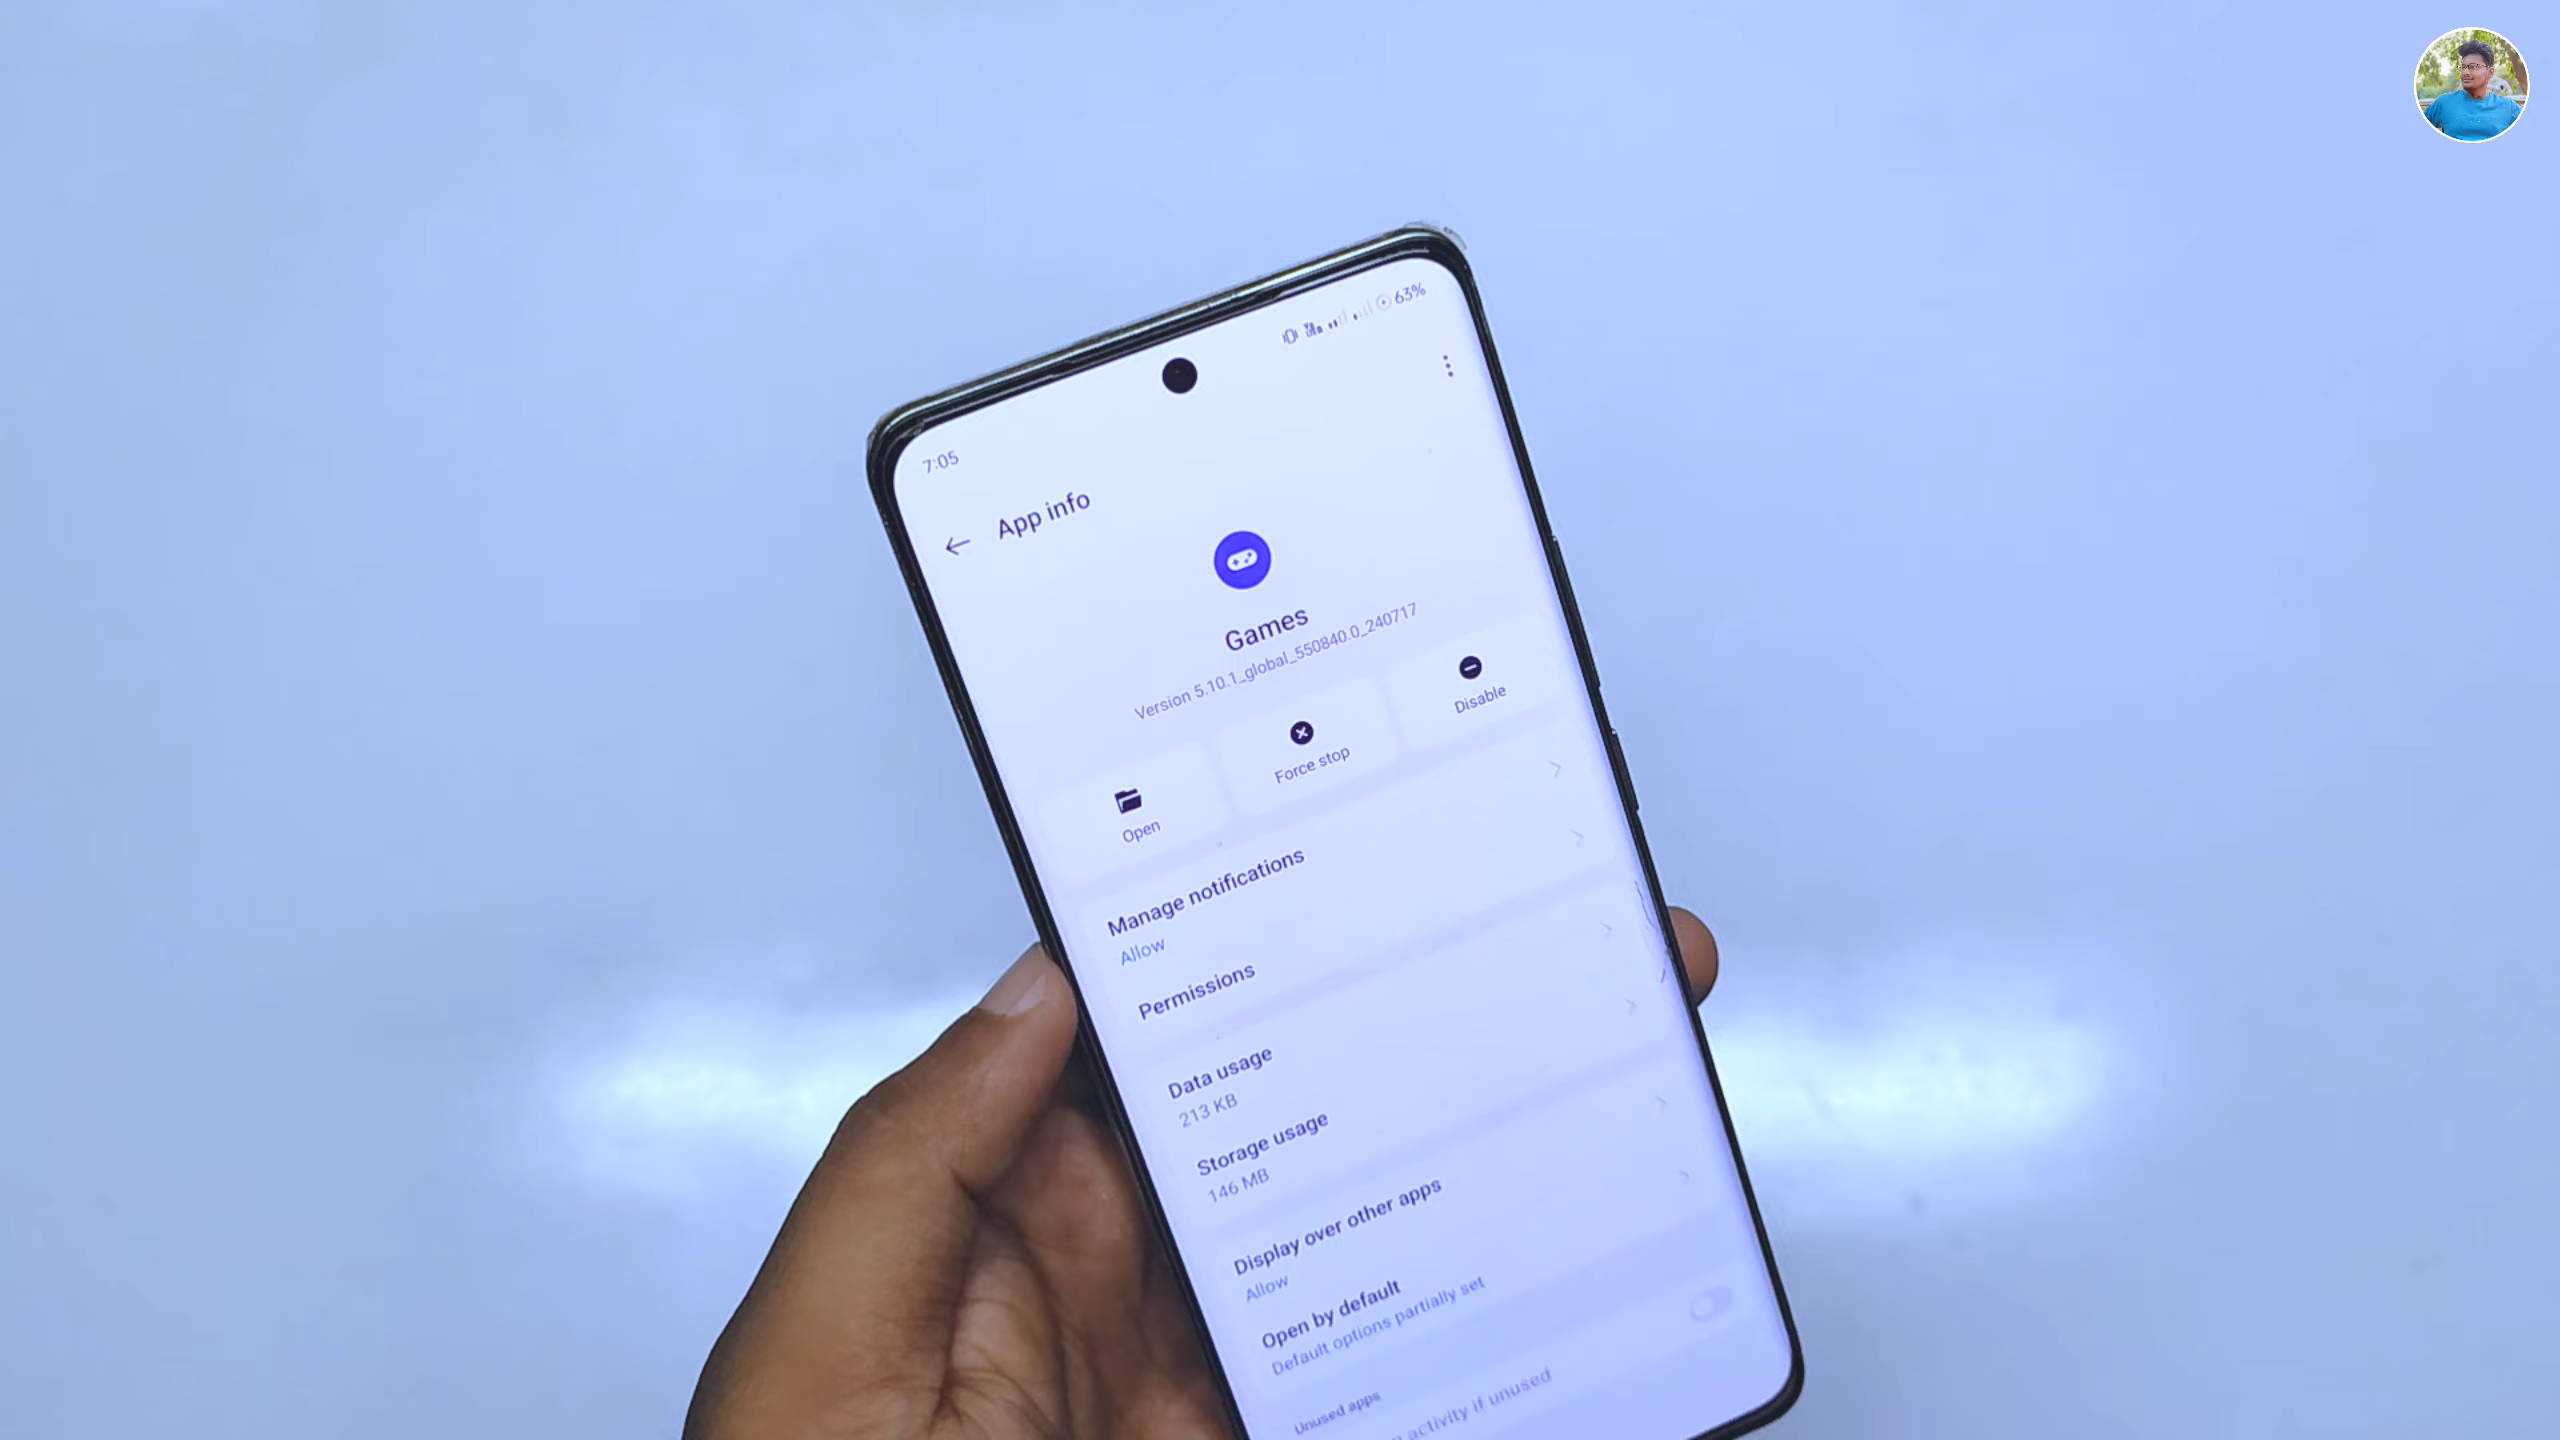 7:05
63%
App info
Games
Version 5.10.1_global_550840.0_240717
Open
Force stop
Disable
Manage notifications
Allow
Permissions
Data usage
213 KB
Storage usage
146 MB
Display over other apps
Allow
Open by default
Default options partially set
Unused apps
activity if unused